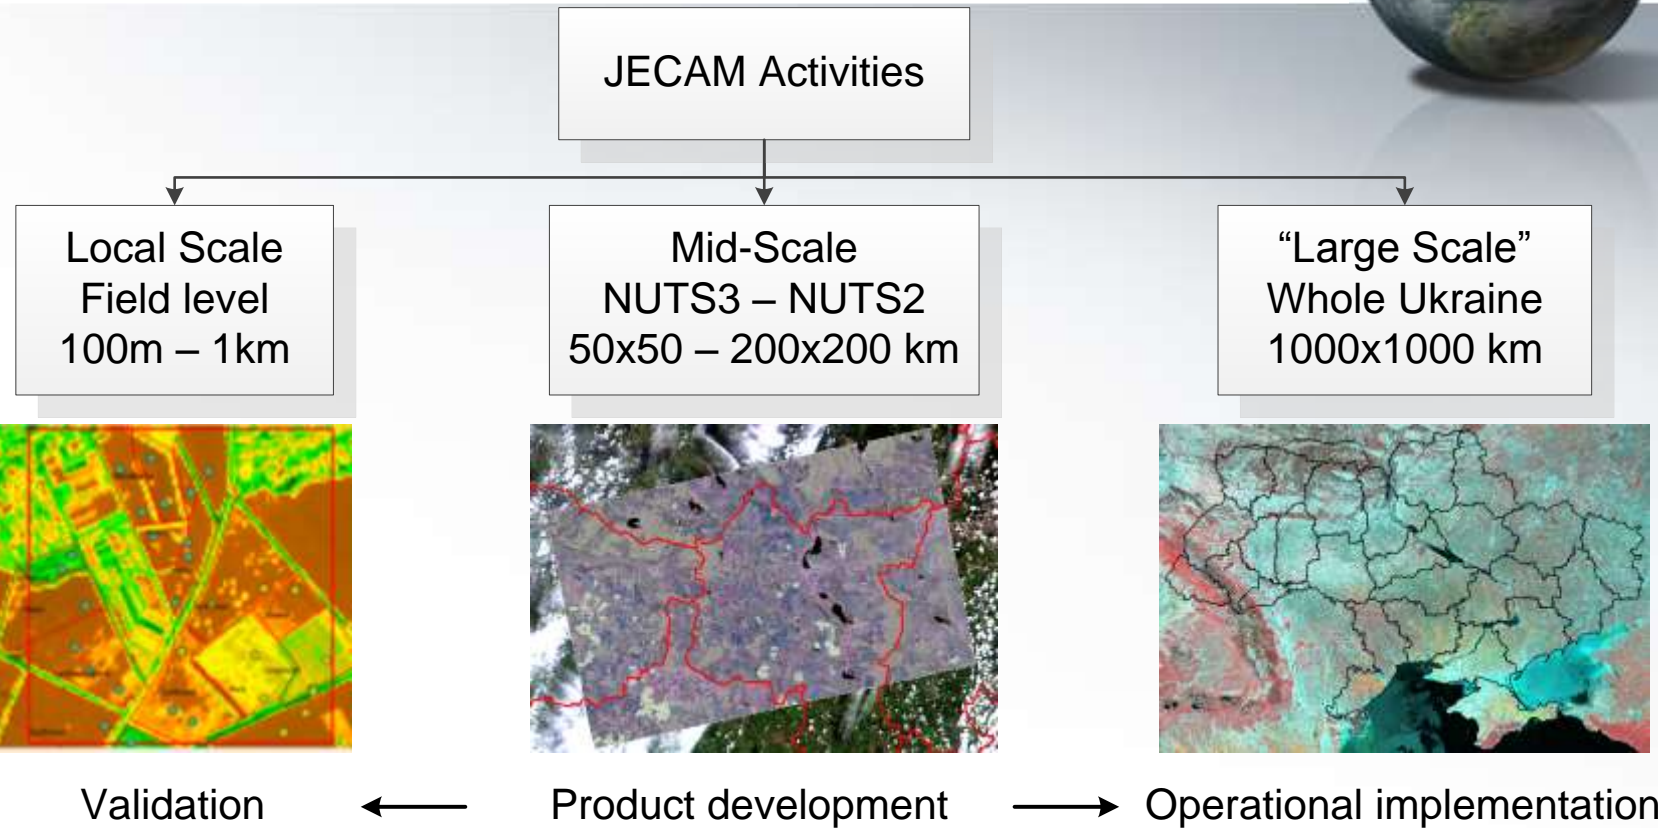 JECAM Activities
Local Scale
Field level
100m – 1km
Mid-Scale
NUTS3 – NUTS2
50x50 – 200x200 km
“Large Scale”
Whole Ukraine
1000x1000 km
Validation
Product development
Operational implementation